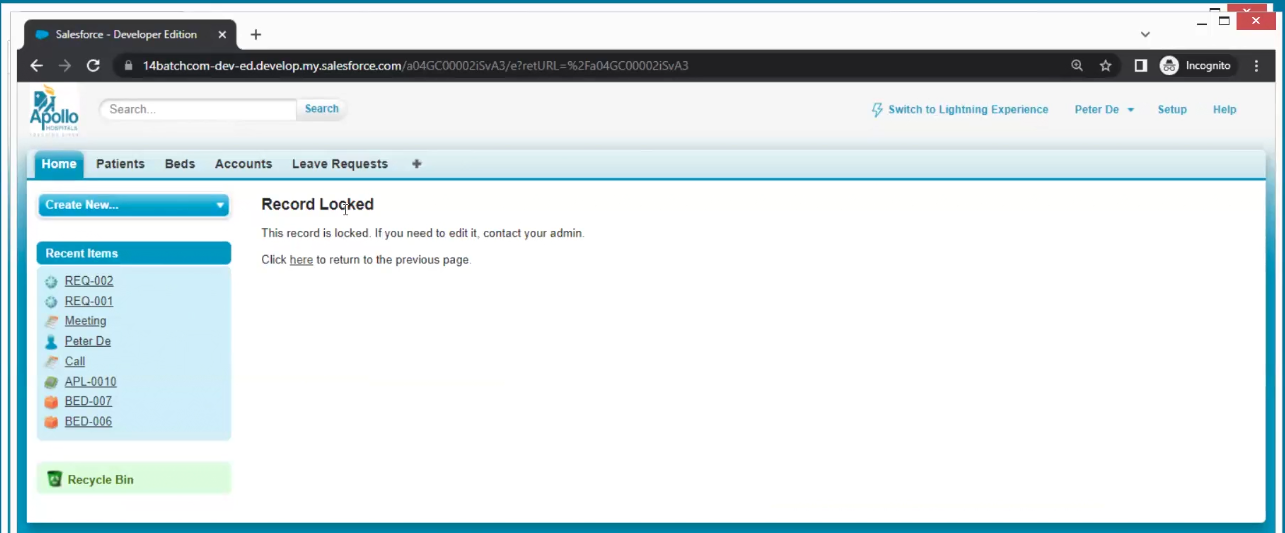 Salesforce - Developer Edition
14batchcom-dev-ed.develop.my.salesforce.com/a04GC00002iSvA3/e?retURL=%2Fa04GC00002iSvA3
Incognito
Apollo
HOSPITALS
Search...
Search
Switch to Lightning Experience
Peter De
Setup
Help
Home
Patients
Beds
Accounts
Leave Requests
Create New...
Record Locked
This record is locked. If you need to edit it, contact your admin.
Click here to return to the previous page.
Recent Items
REQ-002
REQ-001
Meeting
Peter De
Call
APL-0010
BED-007
BED-006
Recycle Bin